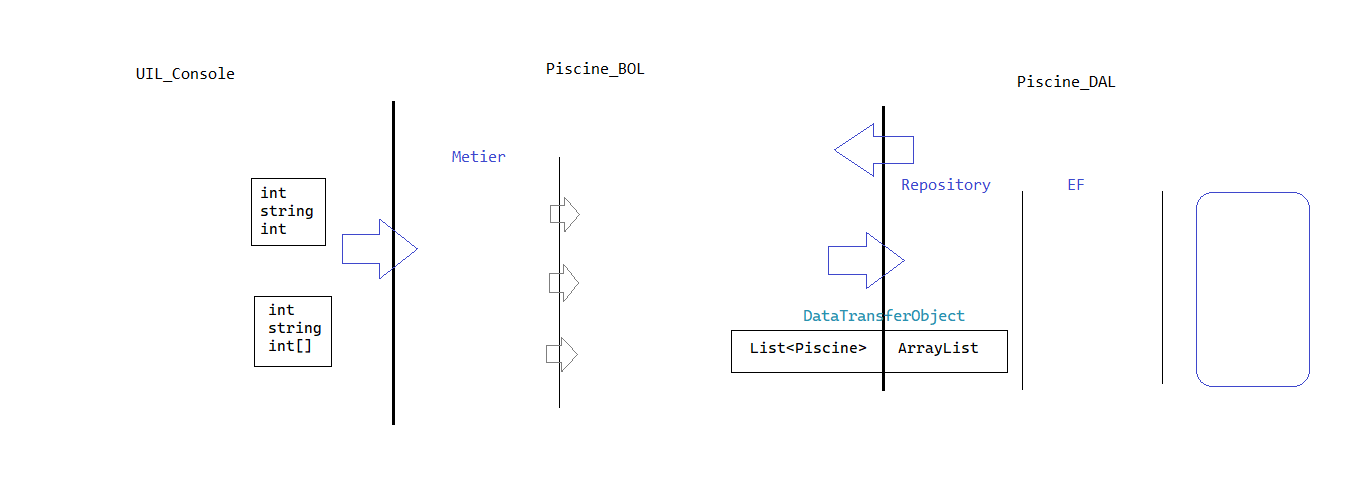 UIL_Console
Piscine_BOL
Piscine_DAL
Metier
int
string
int
Repository
EF
int
string
int[]
DataTransferObject
List<Piscine>
ArrayList